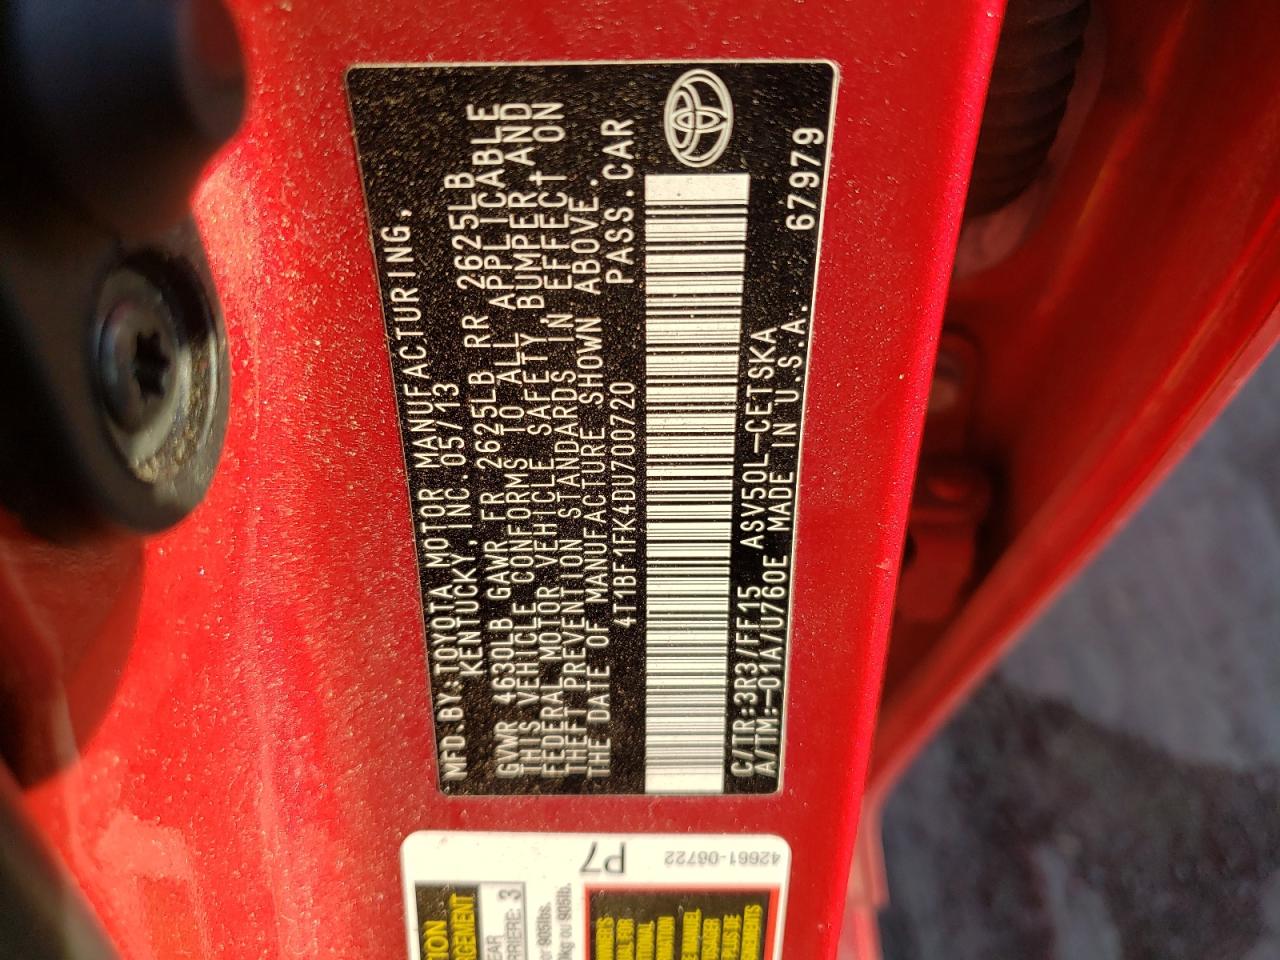 MFD.BY:TOYOTA MOTOR MANUFACTURING,
KENTUCKY,INC.05/13
GVWR 4630LB GAWR FR 2625LB RR 2625LB
THIS VEHICLE CONFORMS TO ALL APPLICABLE
FEDERAL MOTOR VEHICLE SAFETY BUMPER AND
THEFT PREVENTION STANDARDS IN EFFECT ON
THE DATE OF MANUFACTURE SHOWN ABOVE.
4T1BF1FK4DU700720 PASS.CAR
C/TR:3R3/FF15 ASV50L-CETSKA
A/TM:-01A/U760E MADE IN U.S.A. 67979
P7
42661-06722
3